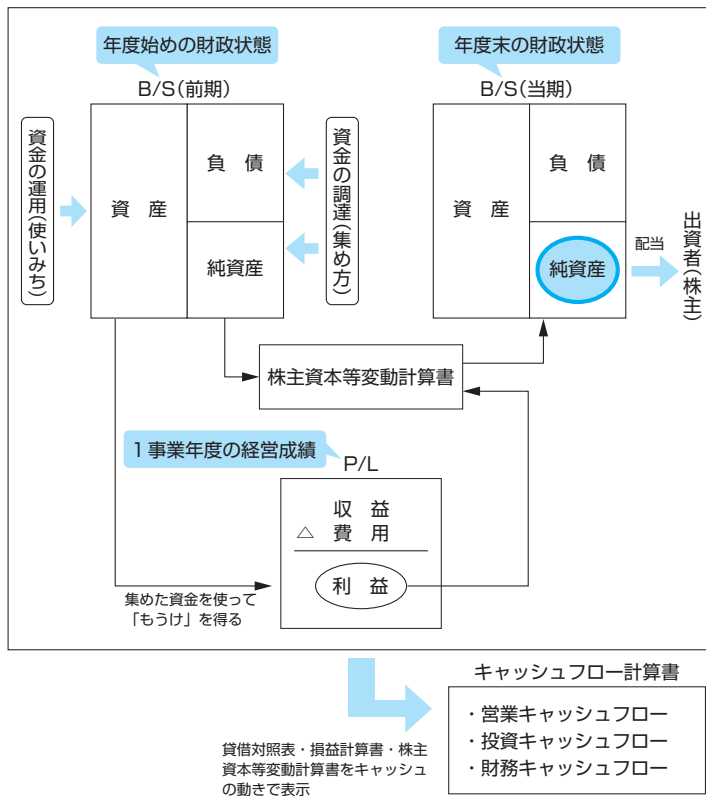 年度始めの財政状態
B/S(前期)
資金の運用(使いみち)
資 産
負 債
純資産
資金の調達(集め方)
年度末の財政状態
B/S(当期)
資 産
負 債
純資産
配当
出資者(株主)
株主資本等変動計算書
1事業年度の経営成績
P/L
収 益
△ 費 用
利 益
集めた資金を使って
「もうけ」を得る
キャッシュフロー計算書
・営業キャッシュフロー
・投資キャッシュフロー
・財務キャッシュフロー
貸借対照表・損益計算書・株主
資本等変動計算書をキャッシュ
の動きで表示